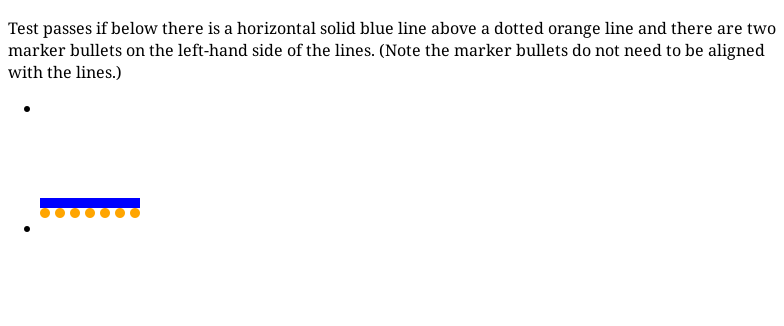 Test passes if below there is a horizontal solid blue line above a dotted orange line and there are two
marker bullets on the left-hand side of the lines. (Note the marker bullets do not need to be aligned
with the lines.)